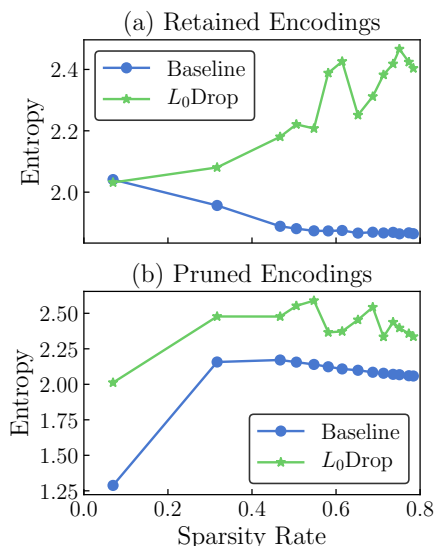 (a) Retained Encodings
Entropy
2.4
2.2
2.0
Baseline
L₀Drop
(b) Pruned Encodings
Entropy
2.50
2.25
2.00
1.75
1.50
1.25
Baseline
L₀Drop
0.0 0.2 0.4 0.6 0.8
Sparsity Rate